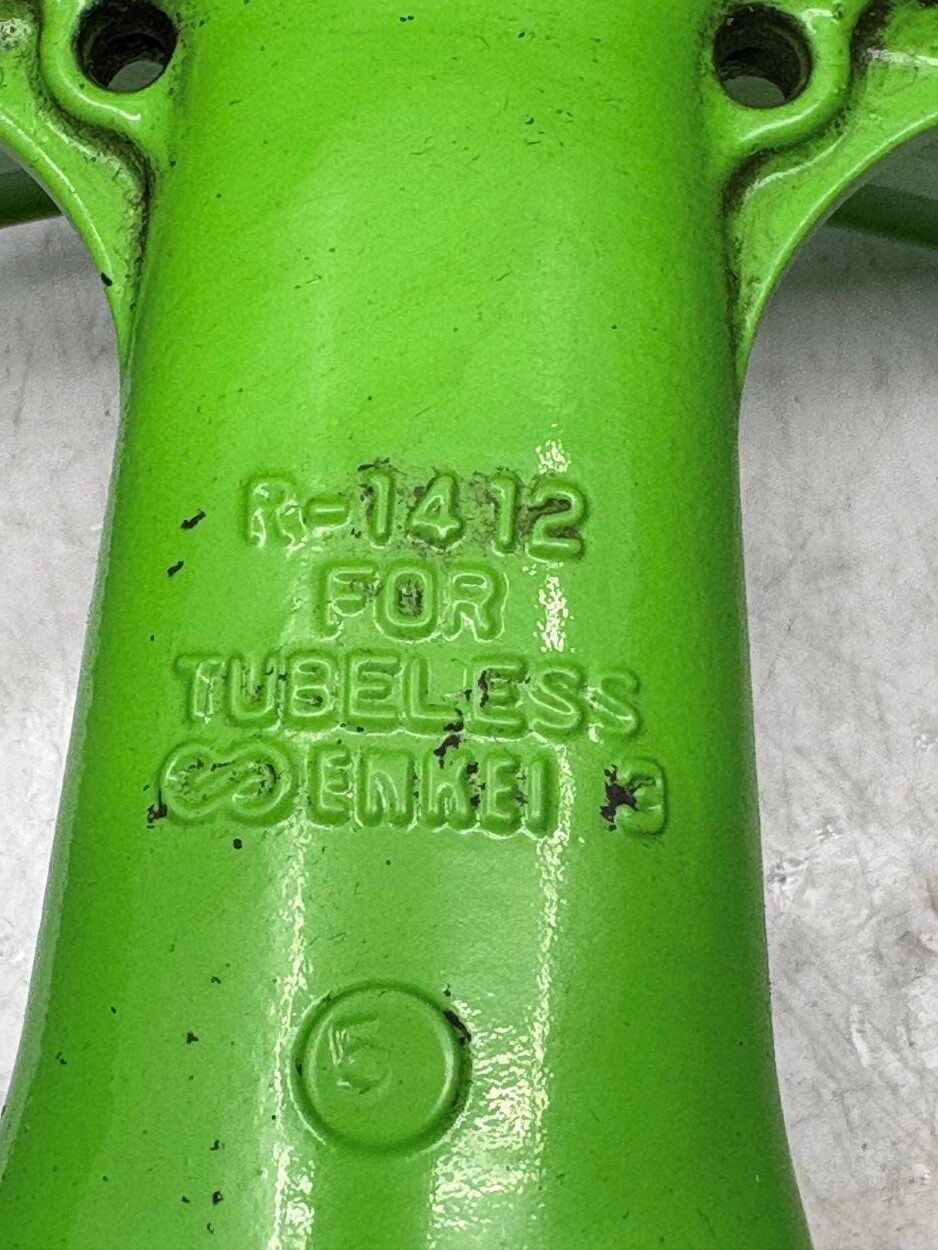 R-1412
FOR
TUBELESS
ENKEI 3
5